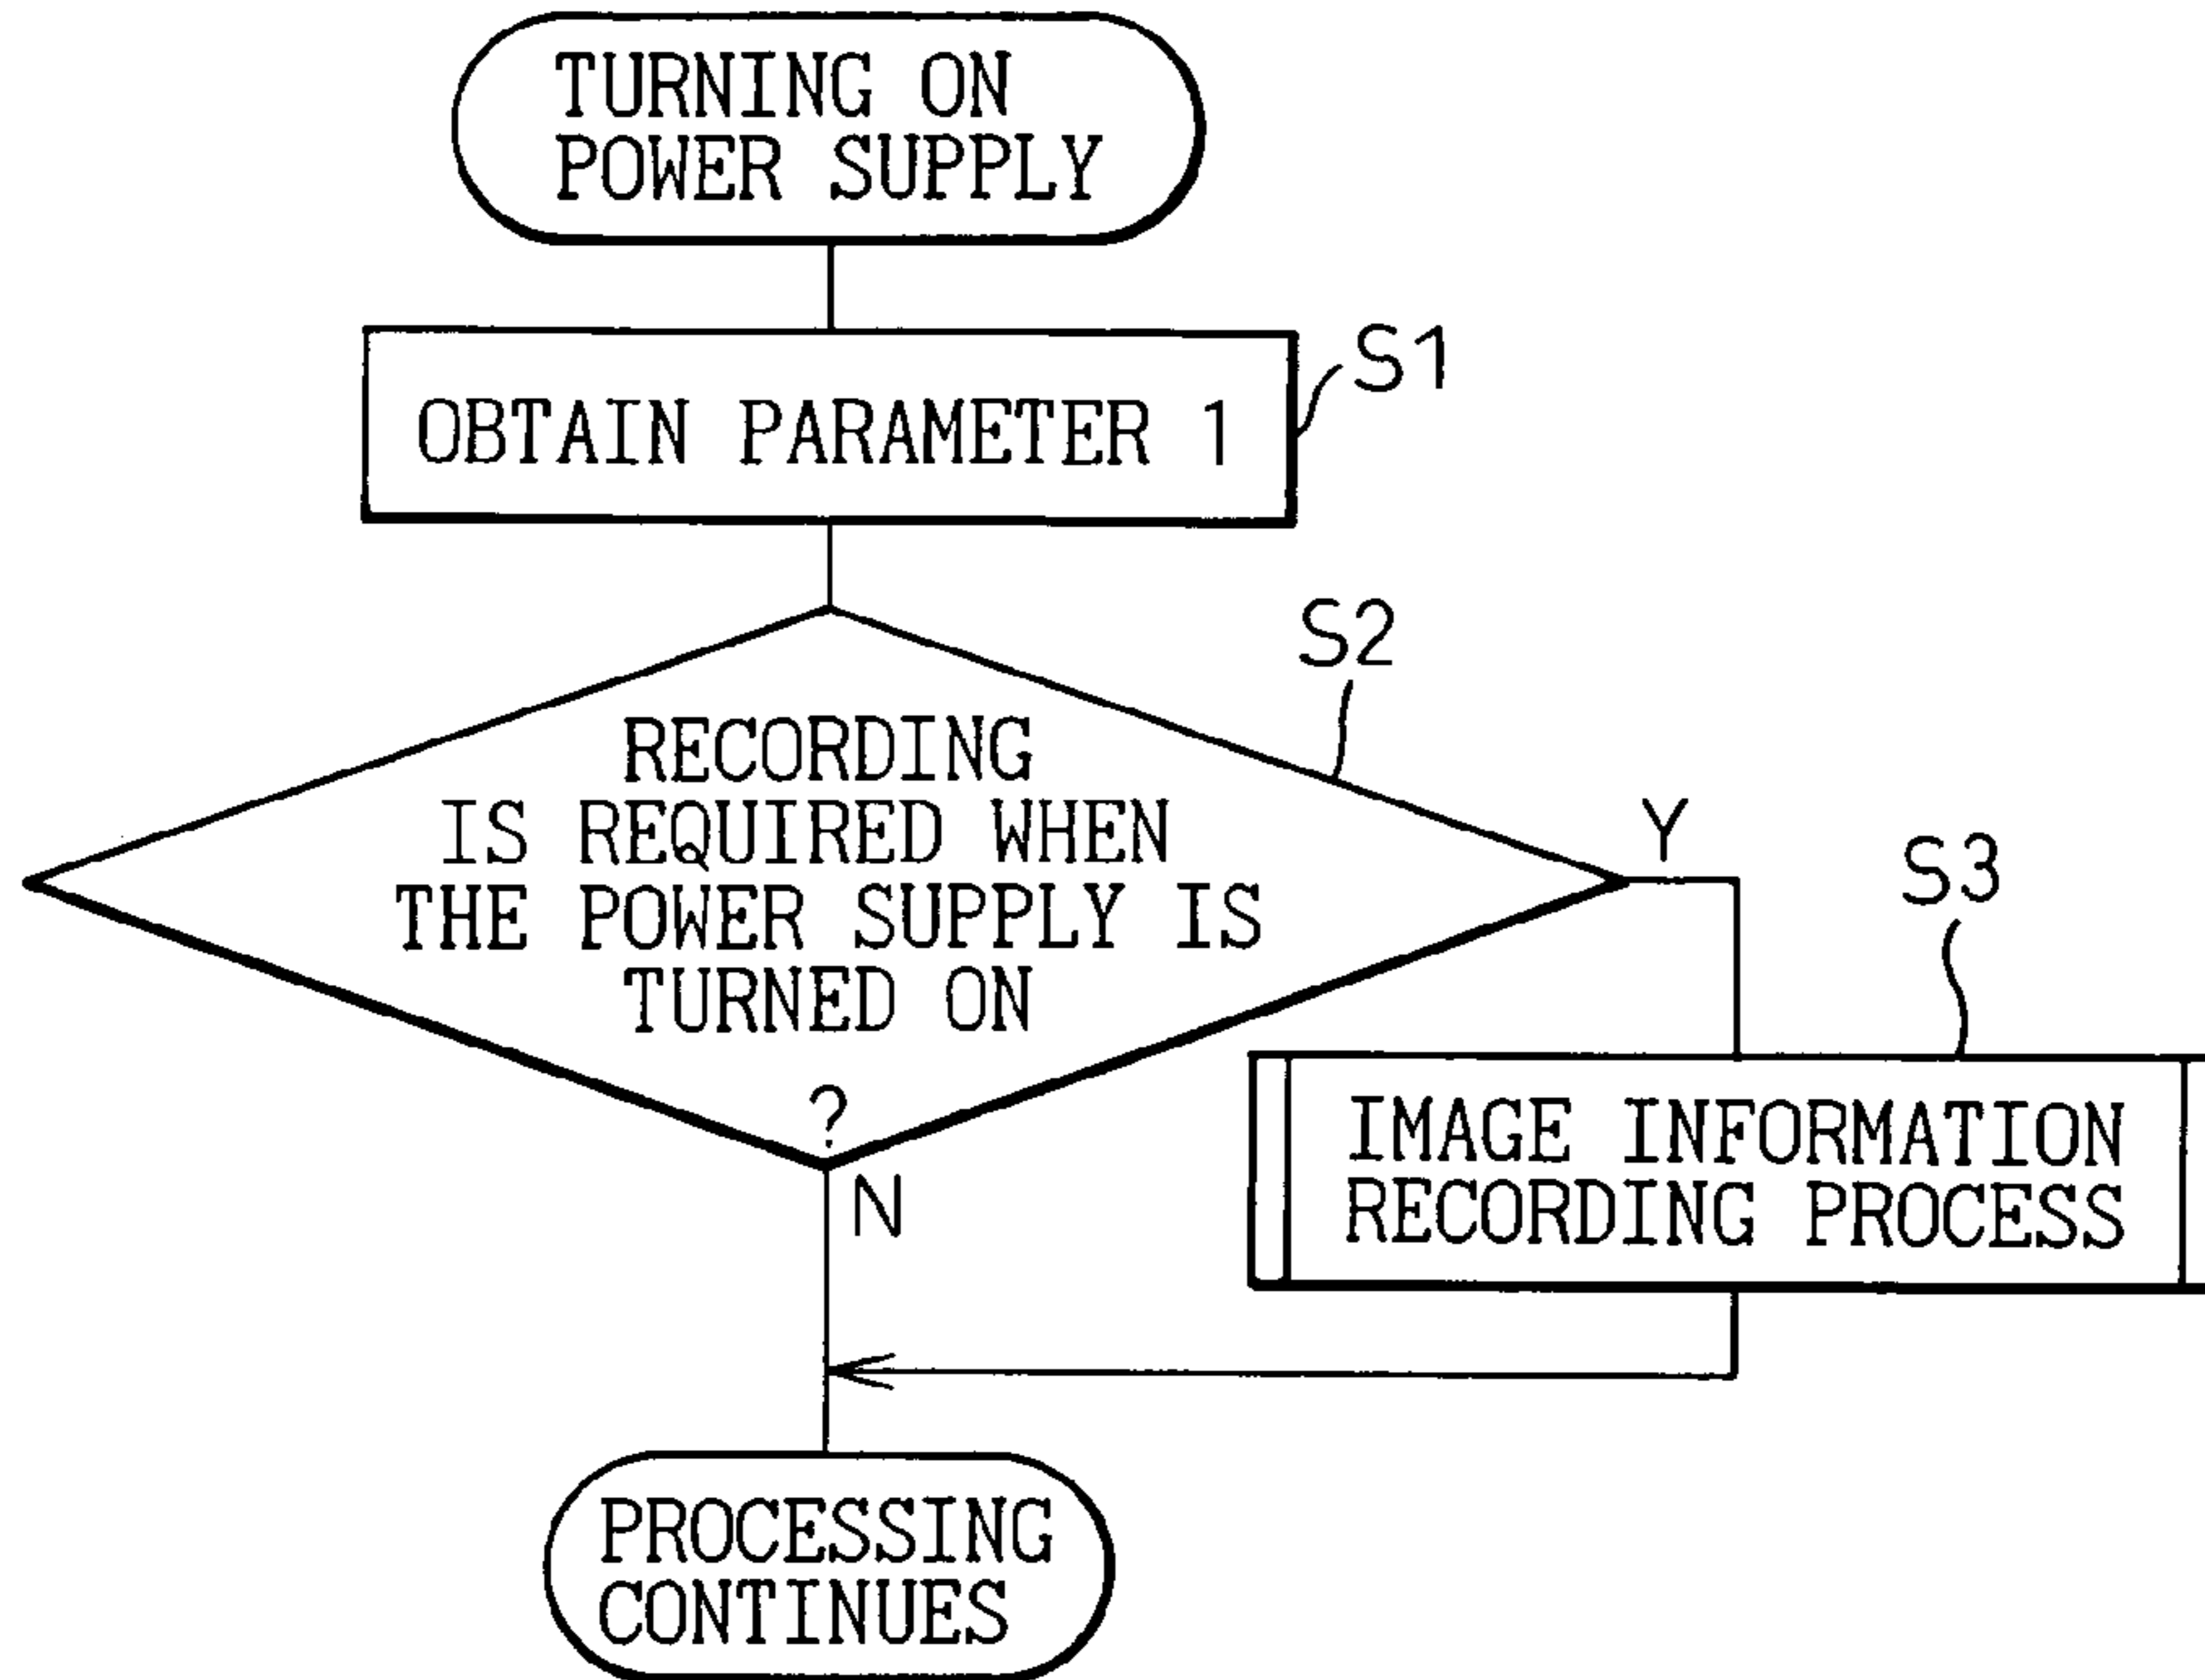 TURNING ON
POWER SUPPLY
OBTAIN PARAMETER 1
S1
S2
RECORDING
IS REQUIRED WHEN
THE POWER SUPPLY IS
TURNED ON
?
Y
N
S3
IMAGE INFORMATION
RECORDING PROCESS
PROCESSING
CONTINUES